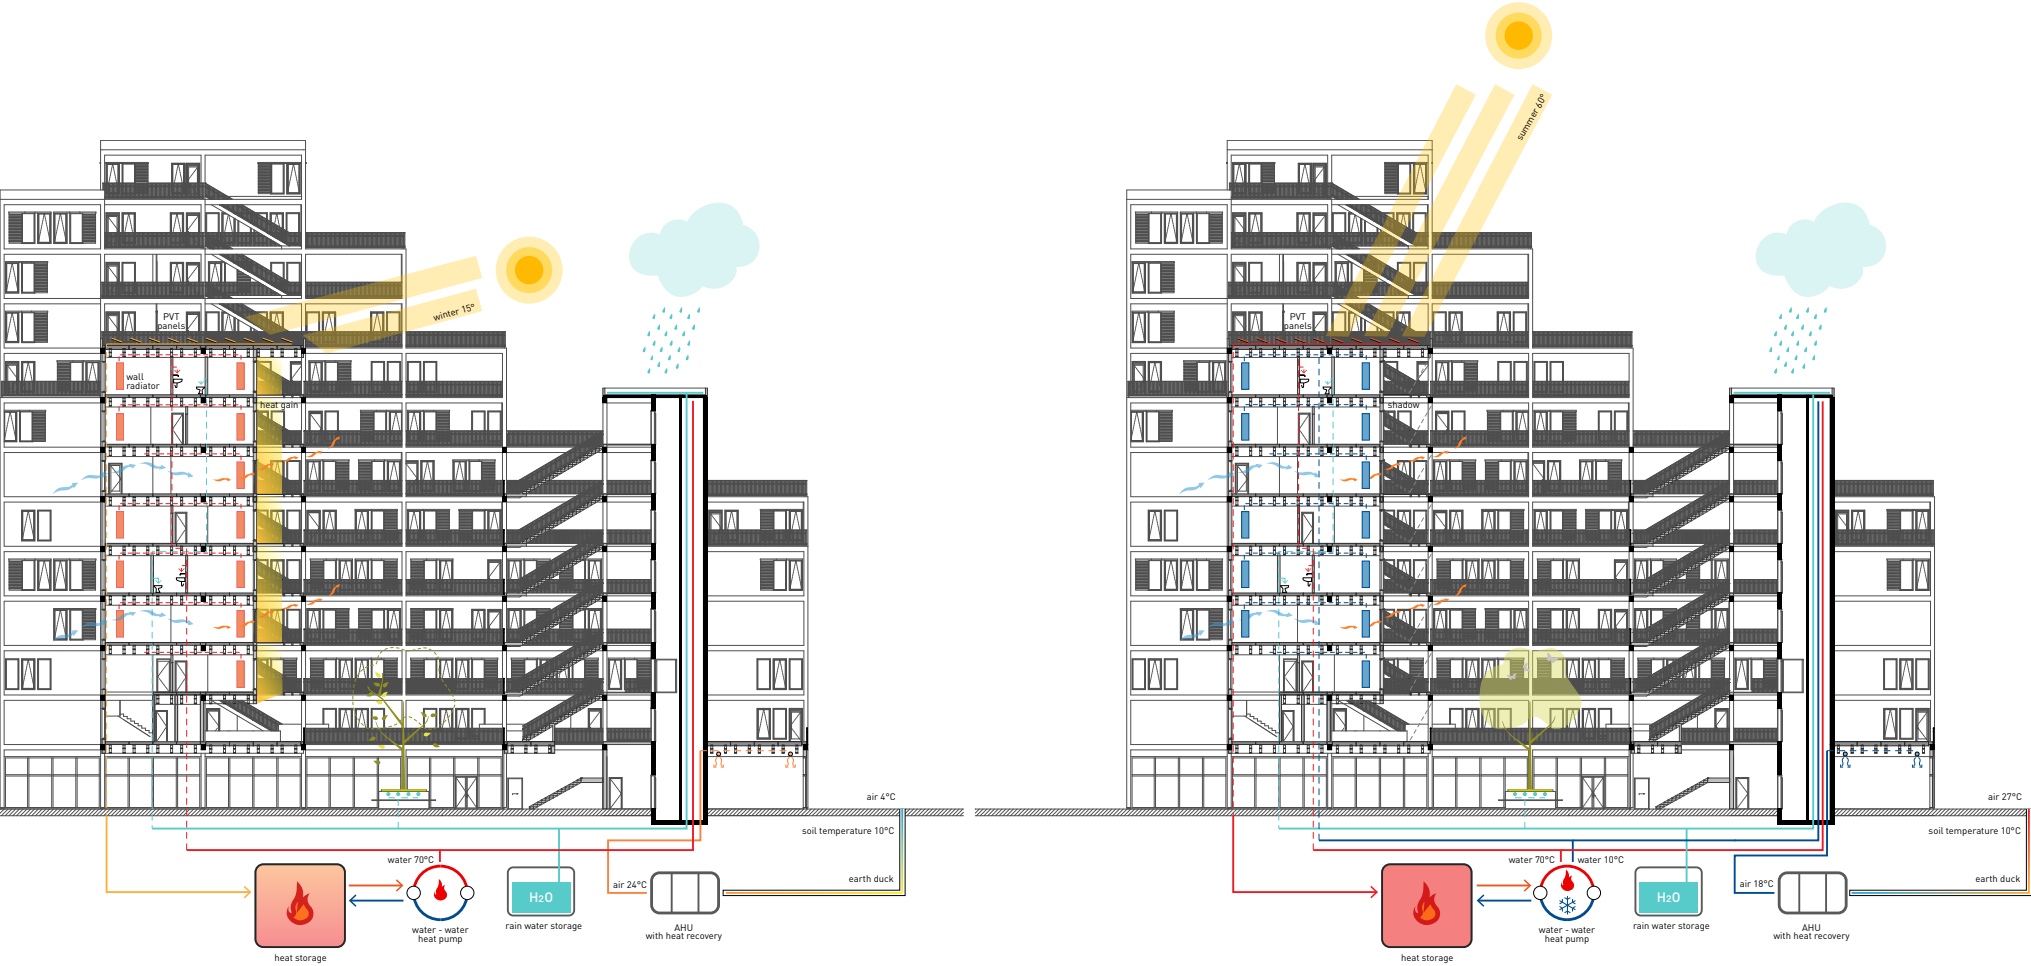 winter 15°
PVT
panels
wall
radiator
heat gain
air 4°C
soil temperature 10°C
water 70°C
earth duck
air 24°C
H2O
heat storage
water - water
heat pump
rain water storage
AHU
with heat recovery
summer 60°
PVT
panels
shadow
air 27°C
soil temperature 10°C
water 70°C
water 10°C
earth duck
air 18°C
H2O
heat storage
water - water
heat pump
rain water storage
AHU
with heat recovery